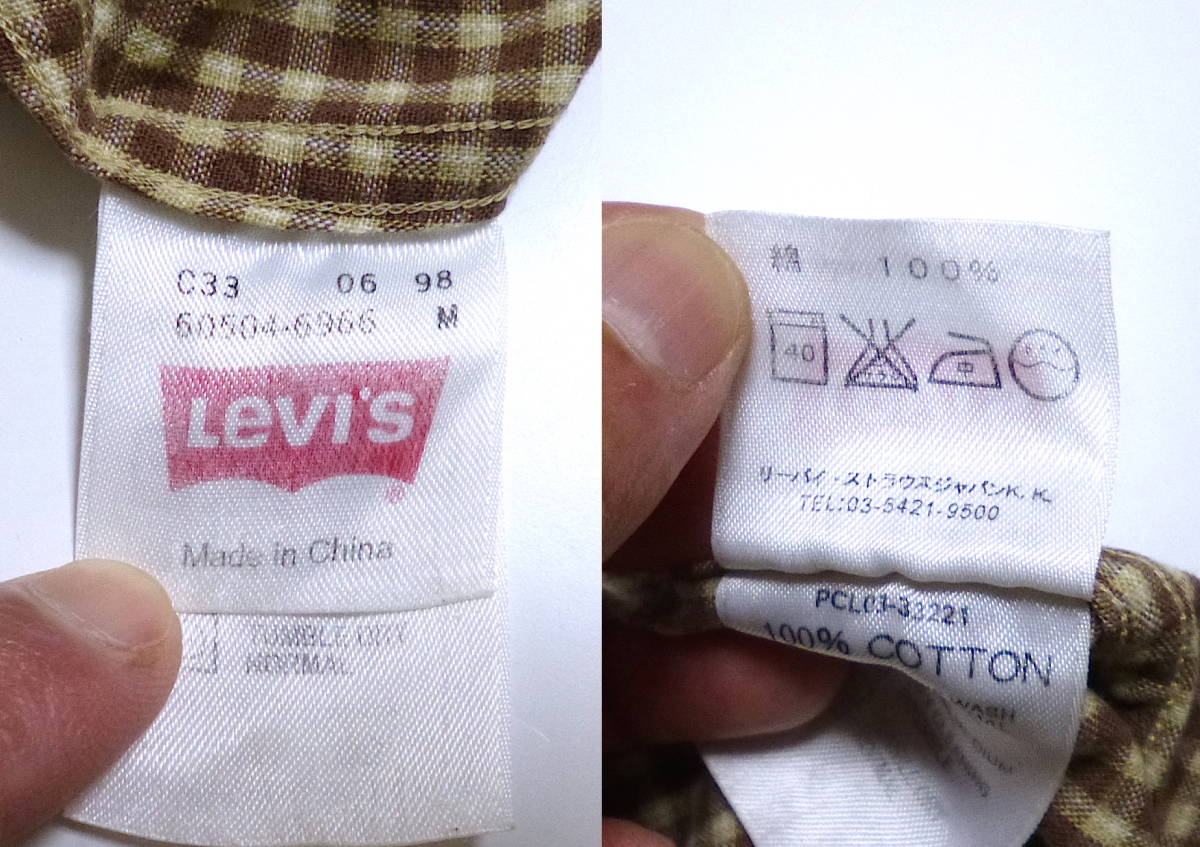 C33 06 98
60504-6966 M
Levi's
®
Made in China
TUMBLE DRY
NORMAL
綿 100%
40
リーバイ・ストラウスジャパンK.K.
TEL:03-5421-9500
PCL01-33221
100% COTTON
WASH